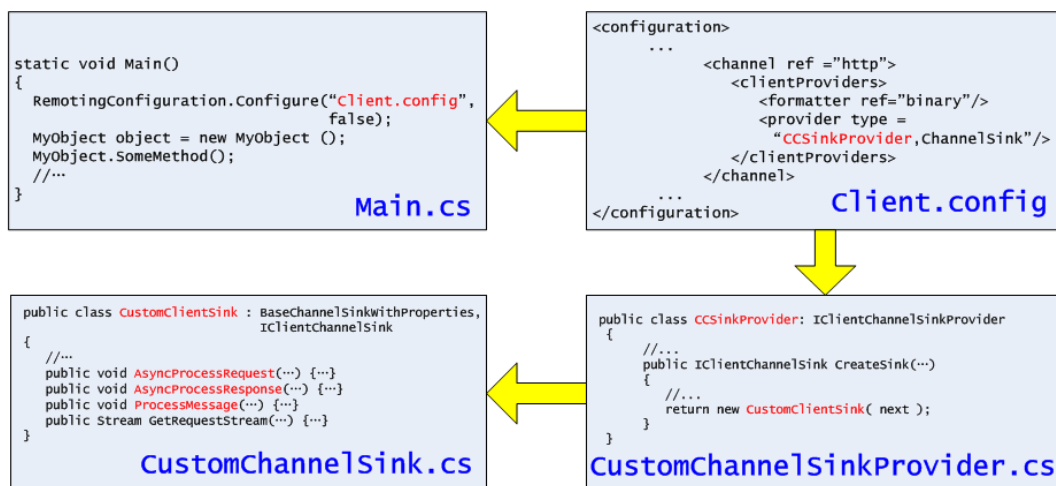 static void Main()
{
RemotingConfiguration.Configure(“Client.config”,
false);
MyObject object = new MyObject ();
MyObject.SomeMethod();
//…
}
Main.cs
<configuration>
...
<channel ref =”http”>
<clientProviders>
<formatter ref=”binary”/>
<provider type =
“CCSinkProvider,ChannelSink”/>
</clientProviders>
</channel>
...
</configuration>
Client.config
public class CustomClientSink : BaseChannelSinkWithProperties,
IClientChannelSink
{
//…
public void AsyncProcessRequest(…) {…}
public void AsyncProcessResponse(…) {…}
public void ProcessMessage(…) {…}
public Stream GetRequestStream(…) {…}
}
CustomChannelSink.cs
public class CCSinkProvider: IClientChannelSinkProvider
{
//...
public IClientChannelSink CreateSink(…)
{
//...
return new CustomClientSink( next );
}
}
CustomChannelSinkProvider.cs